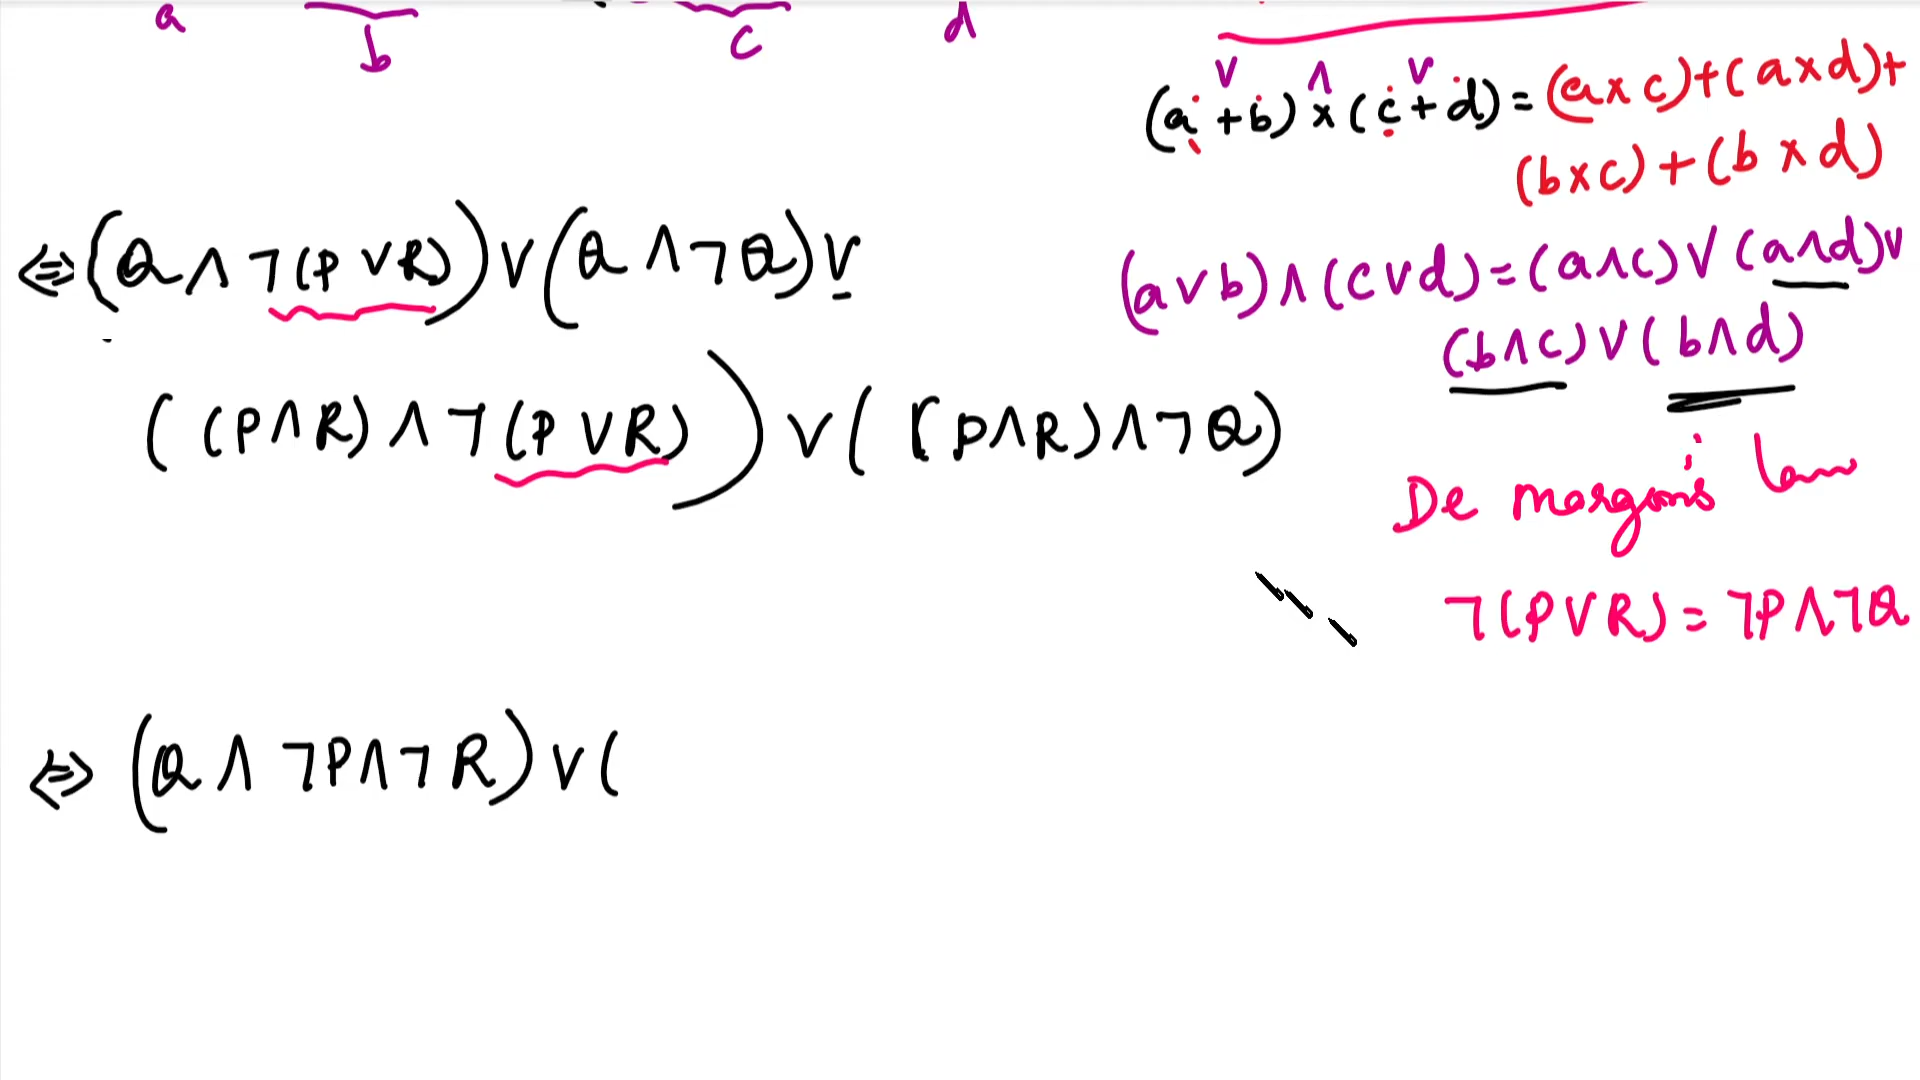 a b c d
∨ ∧ ∨
(a + b) × (c + d) = (a × c) + (a × d) +
(b × c) + (b × d)
⇔ (Q ∧ ¬(P ∨ R)) ∨ (Q ∧ ¬Q) ∨
((P ∧ R) ∧ ¬(P ∨ R)) ∨ ((P ∧ R) ∧ ¬Q)
(a ∨ b) ∧ (c ∨ d) = (a ∧ c) ∨ (a ∧ d) ∨
(b ∧ c) ∨ (b ∧ d)
De morgan's law
¬(P ∨ R) = ¬P ∧ ¬Q
⇔ (Q ∧ ¬P ∧ ¬R) ∨ (